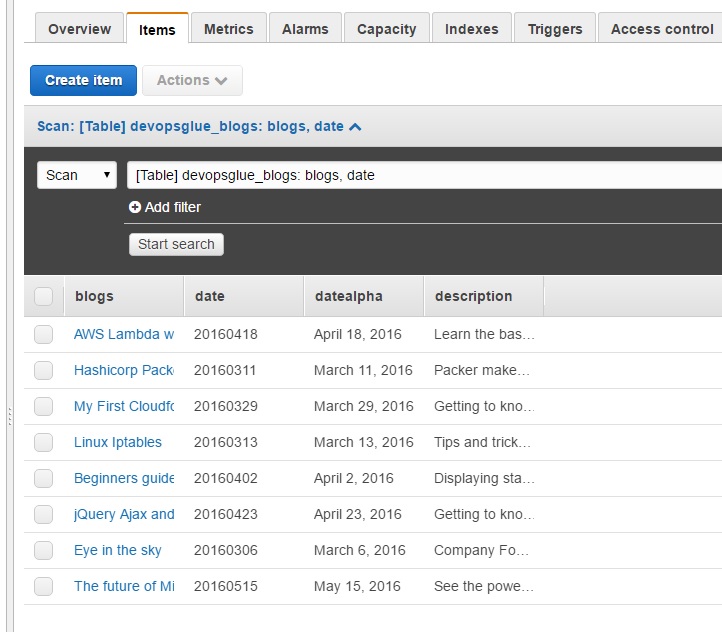 Overview Items Metrics Alarms Capacity Indexes Triggers Access control
Create item Actions
Scan: [Table] devopsglue_blogs: blogs, date
Scan [Table] devopsglue_blogs: blogs, date
Add filter
Start search
blogs date datealpha description
AWS Lambda w 20160418 April 18, 2016 Learn the bas…
Hashicorp Pack 20160311 March 11, 2016 Packer make…
My First Cloudfo 20160329 March 29, 2016 Getting to kno…
Linux Iptables 20160313 March 13, 2016 Tips and trick…
Beginners guide 20160402 April 2, 2016 Displaying sta…
jQuery Ajax and 20160423 April 23, 2016 Getting to kno…
Eye in the sky 20160306 March 6, 2016 Company Fo…
The future of Mi 20160515 May 15, 2016 See the powe…